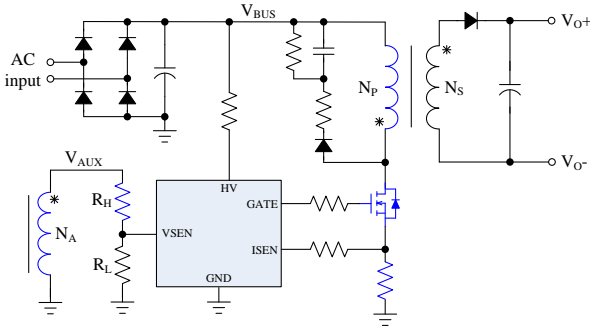 V_BUS
V_O+
AC
input
N_P
N_S
*
*
V_O-
V_AUX
*
R_H
HV
GATE
N_A
VSEN
ISEN
R_L
GND